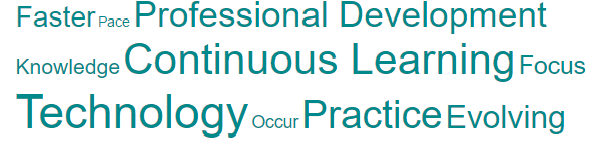 Faster Pace Professional Development
Knowledge Continuous Learning Focus
Technology Occur Practice Evolving